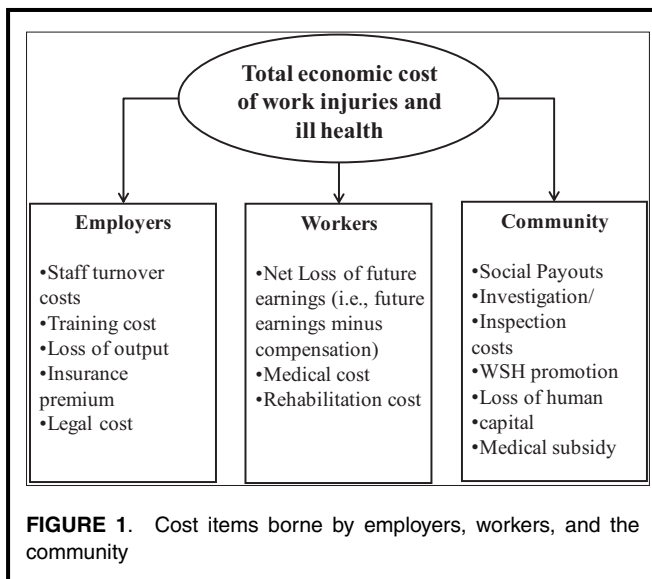 Total economic cost
of work injuries and
ill health
Employers
•Staff turnover
costs
•Training cost
•Loss of output
•Insurance
premium
•Legal cost
Workers
•Net Loss of future
earnings (i.e., future
earnings minus
compensation)
•Medical cost
•Rehabilitation cost
Community
•Social Payouts
•Investigation/
•Inspection
costs
•WSH promotion
•Loss of human
•capital
•Medical subsidy
FIGURE 1. Cost items borne by employers, workers, and the
community